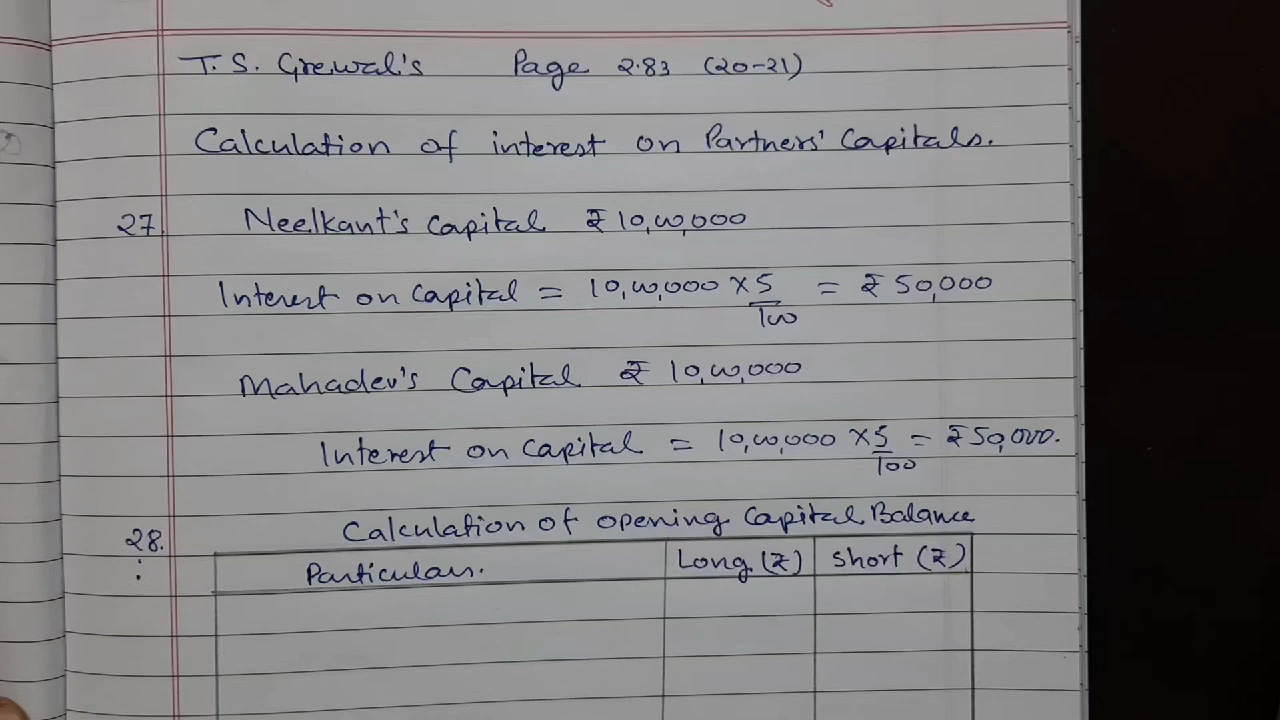 T. S. Grewal's Page 2.83 (20-21)
Calculation of interest on Partners' Capitals.
27. Neelkant's Capital ₹ 10,00,000
Interest on Capital = 10,00,000 × 5/100 = ₹ 50,000
Mahadev's Capital ₹ 10,00,000
Interest on Capital = 10,00,000 × 5/100 = ₹ 50,000.
28. Calculation of opening Capital Balance
: Particulars. Long (₹) Short (₹)